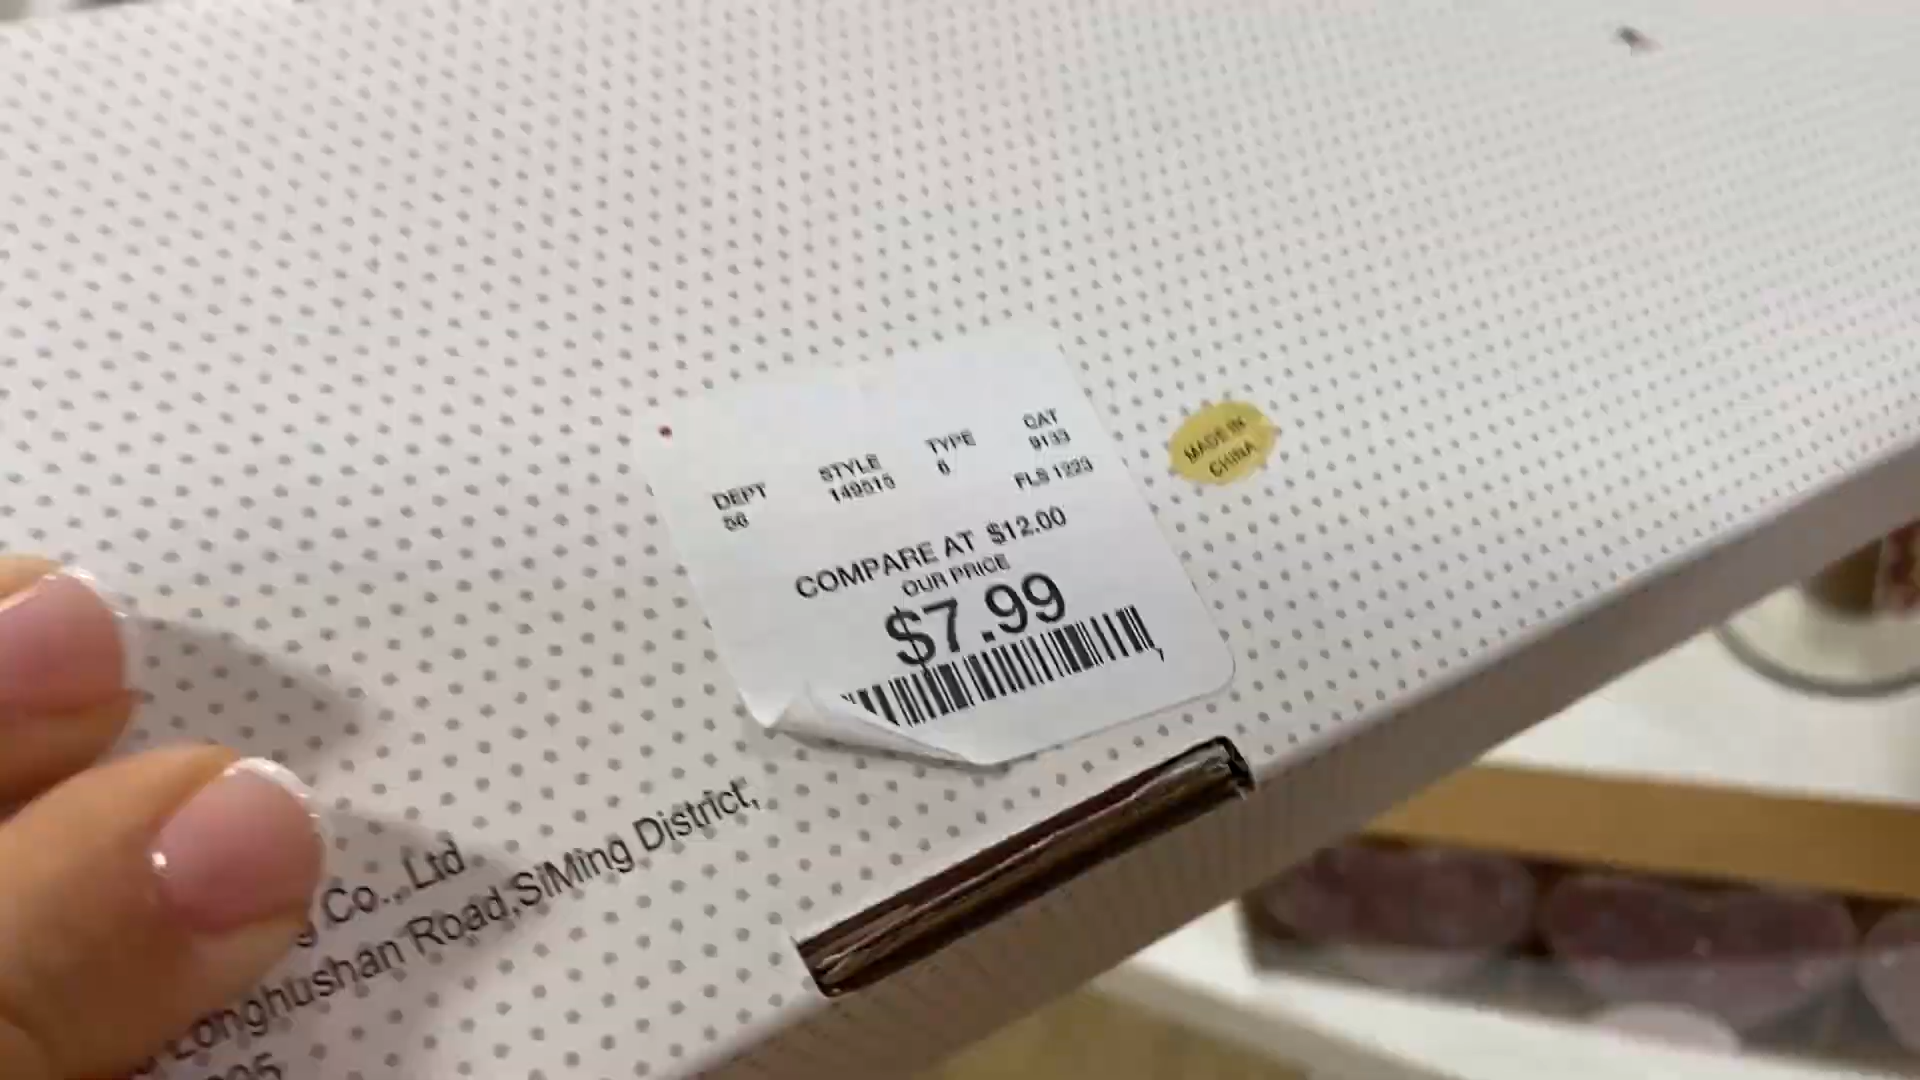 DEPT STYLE TYPE CAT
56 149515 6 9133
FLS 1223
COMPARE AT $12.00
OUR PRICE
$7.99
MADE IN
CHINA
Co., Ltd
Longhushan Road,SiMing District,